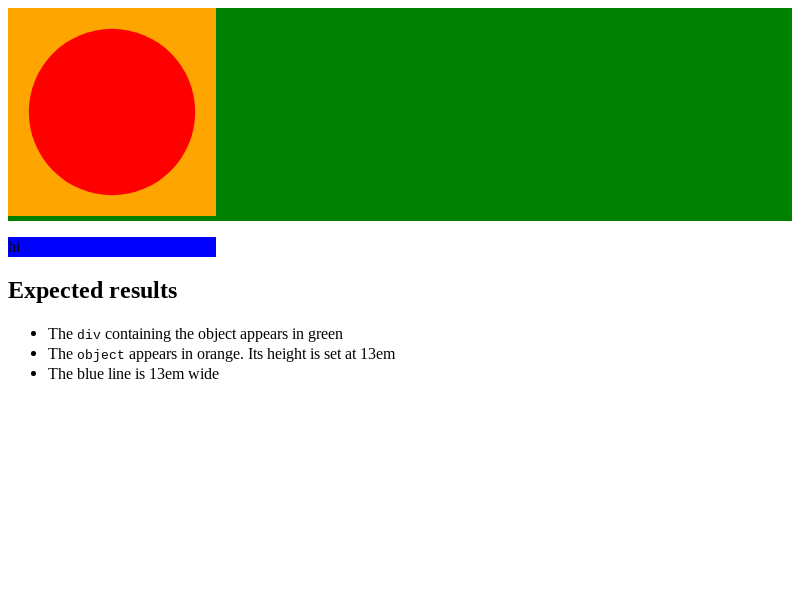 hi
Expected results
The div containing the object appears in green
The object appears in orange. Its height is set at 13em
The blue line is 13em wide